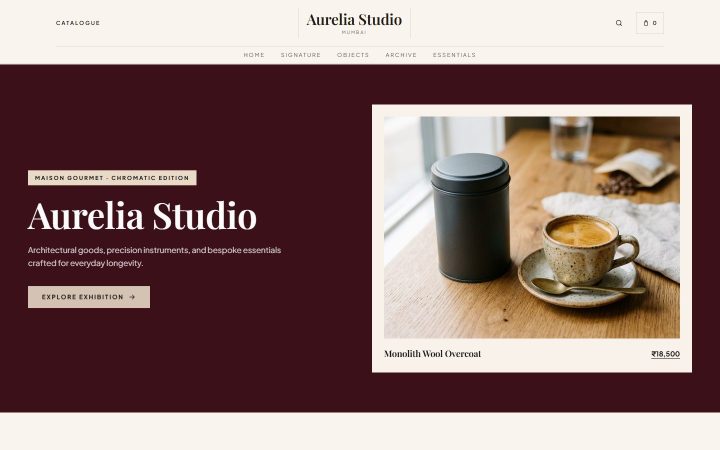 CATALOGUE
Aurelia Studio
MUMBAI
0
HOME SIGNATURE OBJECTS ARCHIVE ESSENTIALS
MAISON GOURMET - CHROMATIC EDITION
Aurelia Studio
Architectural goods, precision instruments, and bespoke essentials
crafted for everyday longevity.
EXPLORE EXHIBITION →
Monolith Wool Overcoat ₹18,500